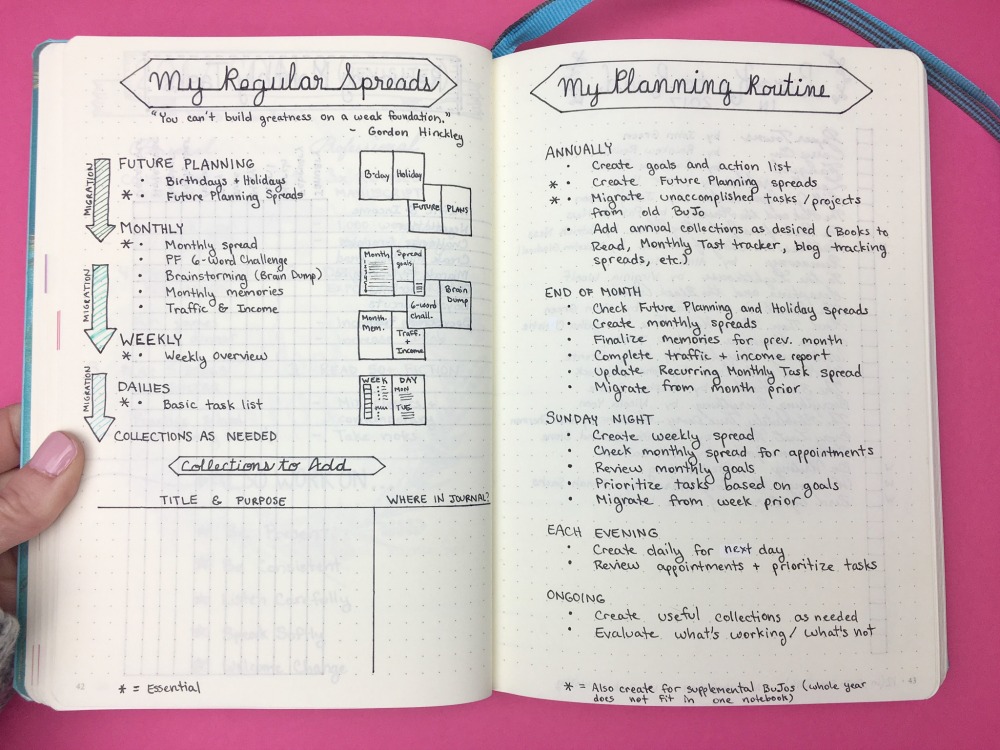 My Regular Spreads
"You can't build greatness on a weak foundation."
~ Gordon Hinckley
MIGRATION
FUTURE PLANNING
• Birthdays + Holidays
* • Future Planning Spreads
B-day Holiday
FUTURE PLANS
MONTHLY
* • Monthly spread
• PF 6-Word Challenge
• Brainstorming (Brain Dump)
• Monthly memories
• Traffic & Income
MIGRATION
Month Spread
goals
Brain
Dump
6-word
chall.
Month.
Mem.
Traff.
+
Income
WEEKLY
* • Weekly overview
MIGRATION
DAILIES
* • Basic task list
WEEK DAY
MON
TUE
COLLECTIONS AS NEEDED
Collections to Add
TITLE & PURPOSE WHERE IN JOURNAL?
* = Essential
42
My Planning Routine
ANNUALLY
• Create goals and action list
* • Create Future Planning spreads
* • Migrate unaccomplished tasks/projects
from old BuJo
• Add annual collections as desired (Books to
Read, Monthly Tast tracker, blog tracking
spreads, etc.)
END OF MONTH
• Check Future Planning and Holiday spreads
• Create monthly spreads
• Finalize memories for prev. month
• Complete traffic + income report
• Update Recurring Monthly Task spread
• Migrate from month prior
SUNDAY NIGHT
• Create weekly spread
• Check monthly spread for appointments
• Review monthly goals
• Prioritize tasks based on goals
• Migrate from week prior
EACH EVENING
• Create daily for next day
• Review appointments + prioritize tasks
ONGOING
• Create useful collections as needed
• Evaluate what's working/what's not
* = Also create for supplemental BuJos (whole year
does not fit in one notebook)
43